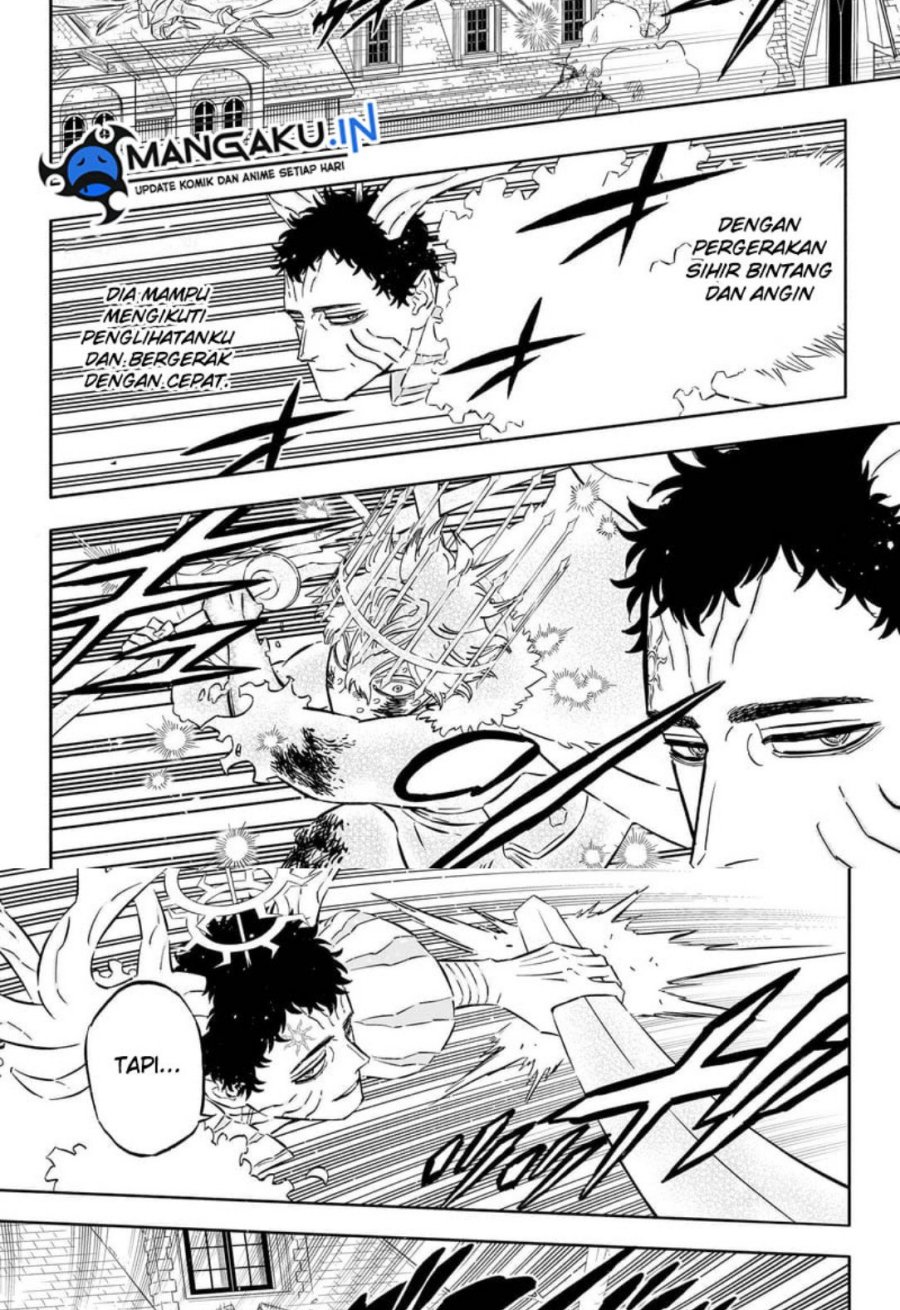 MANGAKU.IN
UPDATE KOMIK DAN ANIME SETIAP HARI
DENGAN
PERGERAKAN
SIHIR BINTANG
DAN ANGIN
DIA MAMPU
MENGIKUTI
PENGLIHATANKU
DAN BERGERAK
DENGAN CEPAT.
TAPI...